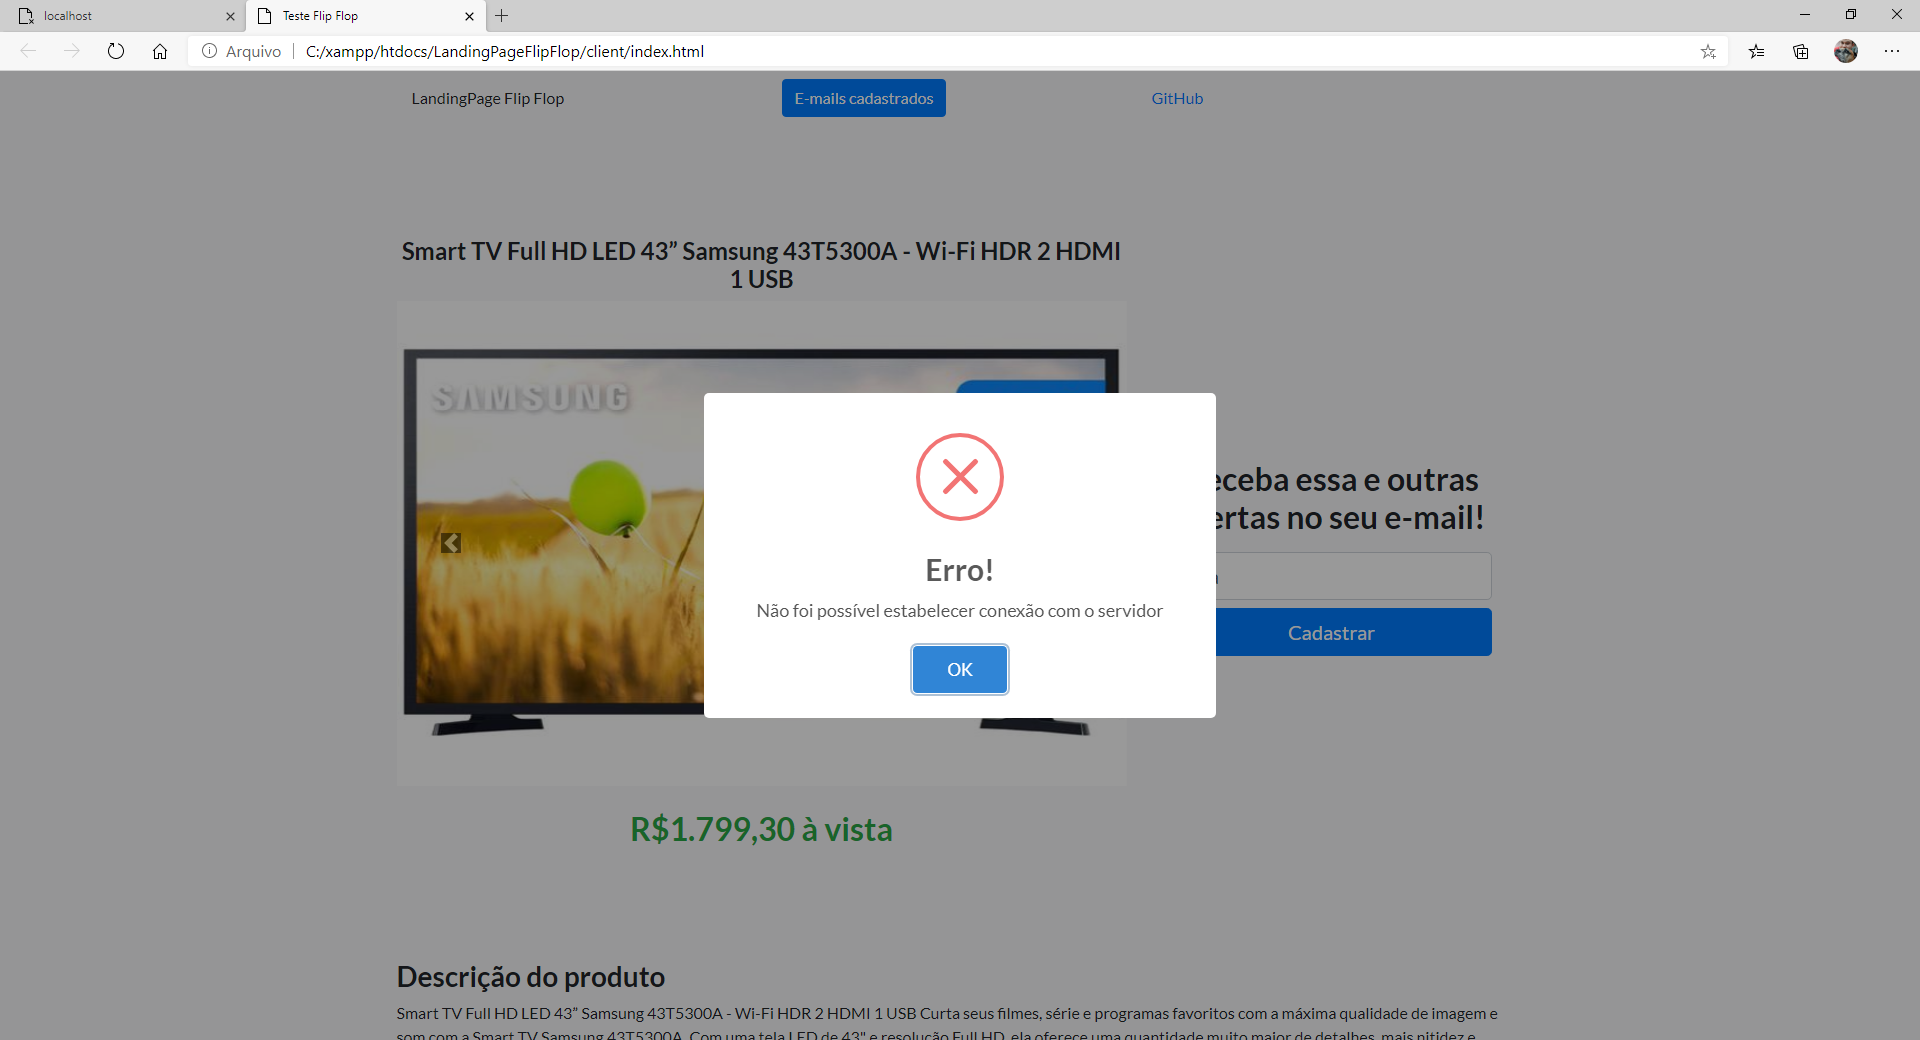 localhost
Teste Flip Flop
Arquivo
C:/xampp/htdocs/LandingPageFlipFlop/client/index.html
LandingPage Flip Flop
E-mails cadastrados
GitHub
Smart TV Full HD LED 43” Samsung 43T5300A - Wi-Fi HDR 2 HDMI
1 USB
SAMSUNG
essa e outras
no seu e-mail!
Cadastrar
Erro!
Não foi possível estabelecer conexão com o servidor
OK
R$1.799,30 à vista
Descrição do produto
Smart TV Full HD LED 43” Samsung 43T5300A - Wi-Fi HDR 2 HDMI 1 USB Curta seus filmes, série e programas favoritos com a máxima qualidade de imagem e
som com a Smart TV Samsung 43T5300A. Com uma tela LED de 43" e resolução Full HD, ela oferece uma quantidade muito maior de detalhes, mais nitidez e